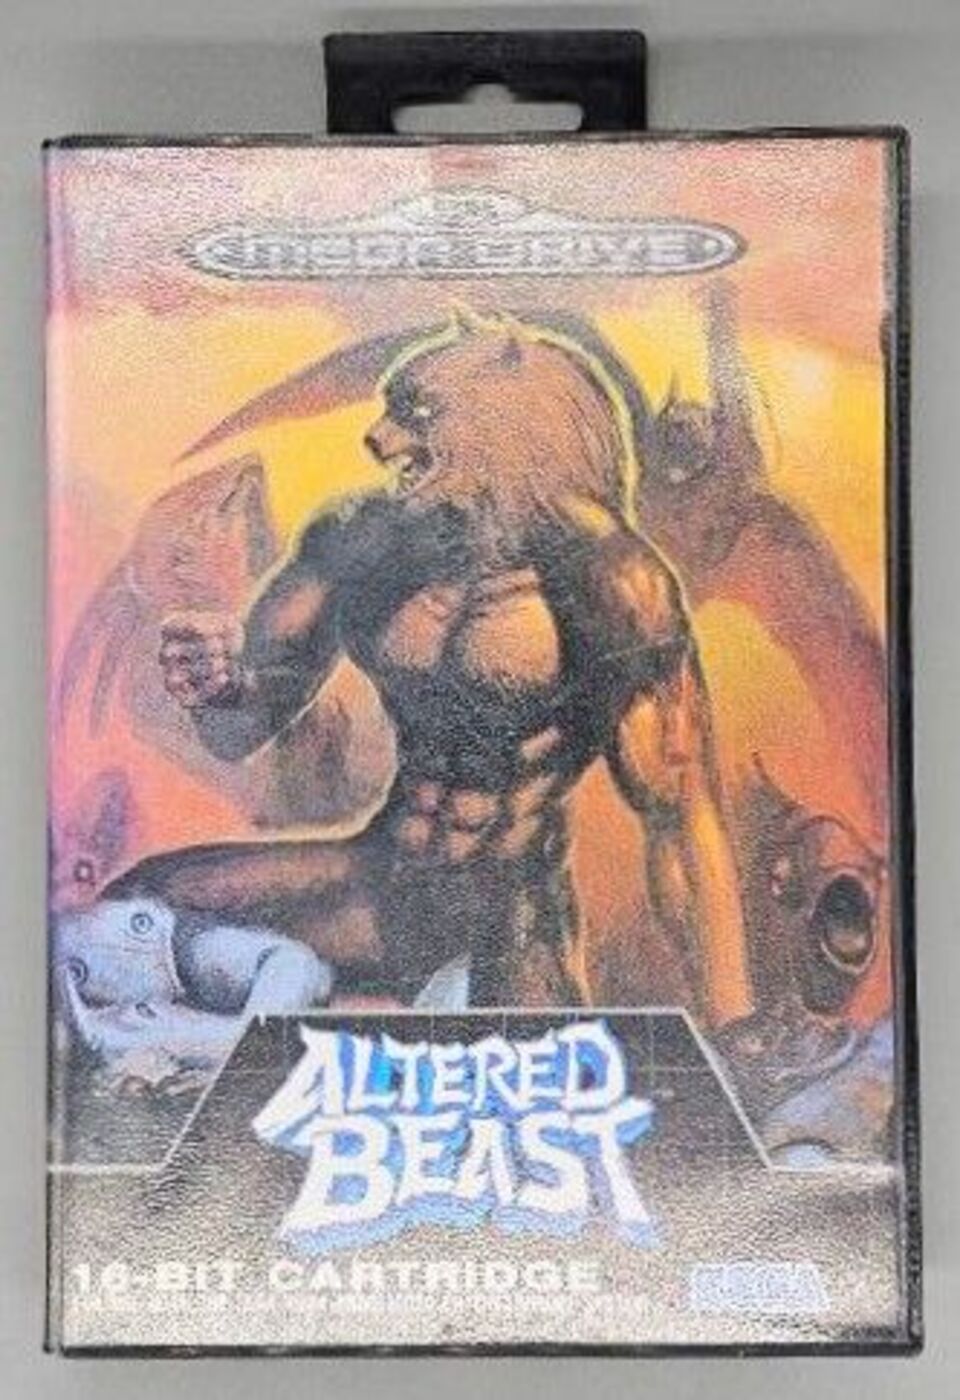 MEGA DRIVE
ALTERED
BEAST
16-BIT CARTRIDGE
SEGA